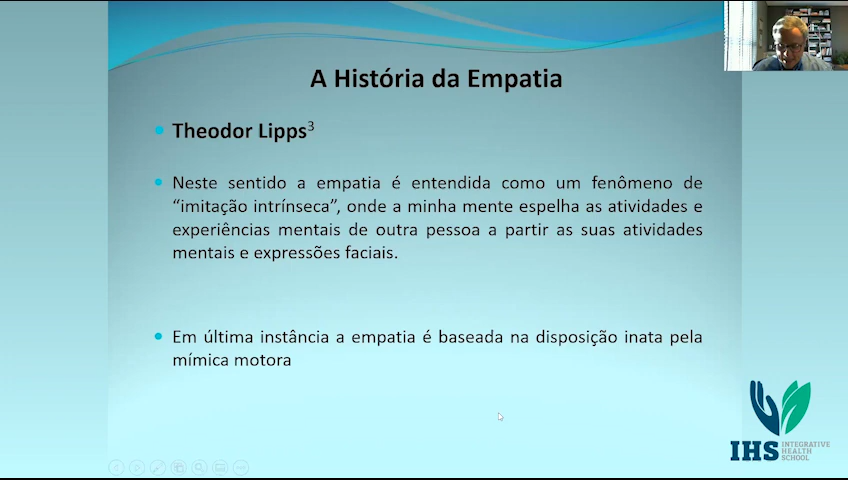 A História da Empatia
Theodor Lipps3
Neste sentido a empatia é entendida como um fenômeno de
“imitação intrínseca”, onde a minha mente espelha as atividades e
experiências mentais de outra pessoa a partir as suas atividades
mentais e expressões faciais.
Em última instância a empatia é baseada na disposição inata pela
mímica motora
IHS
INTEGRATIVE
HEALTH
SCHOOL